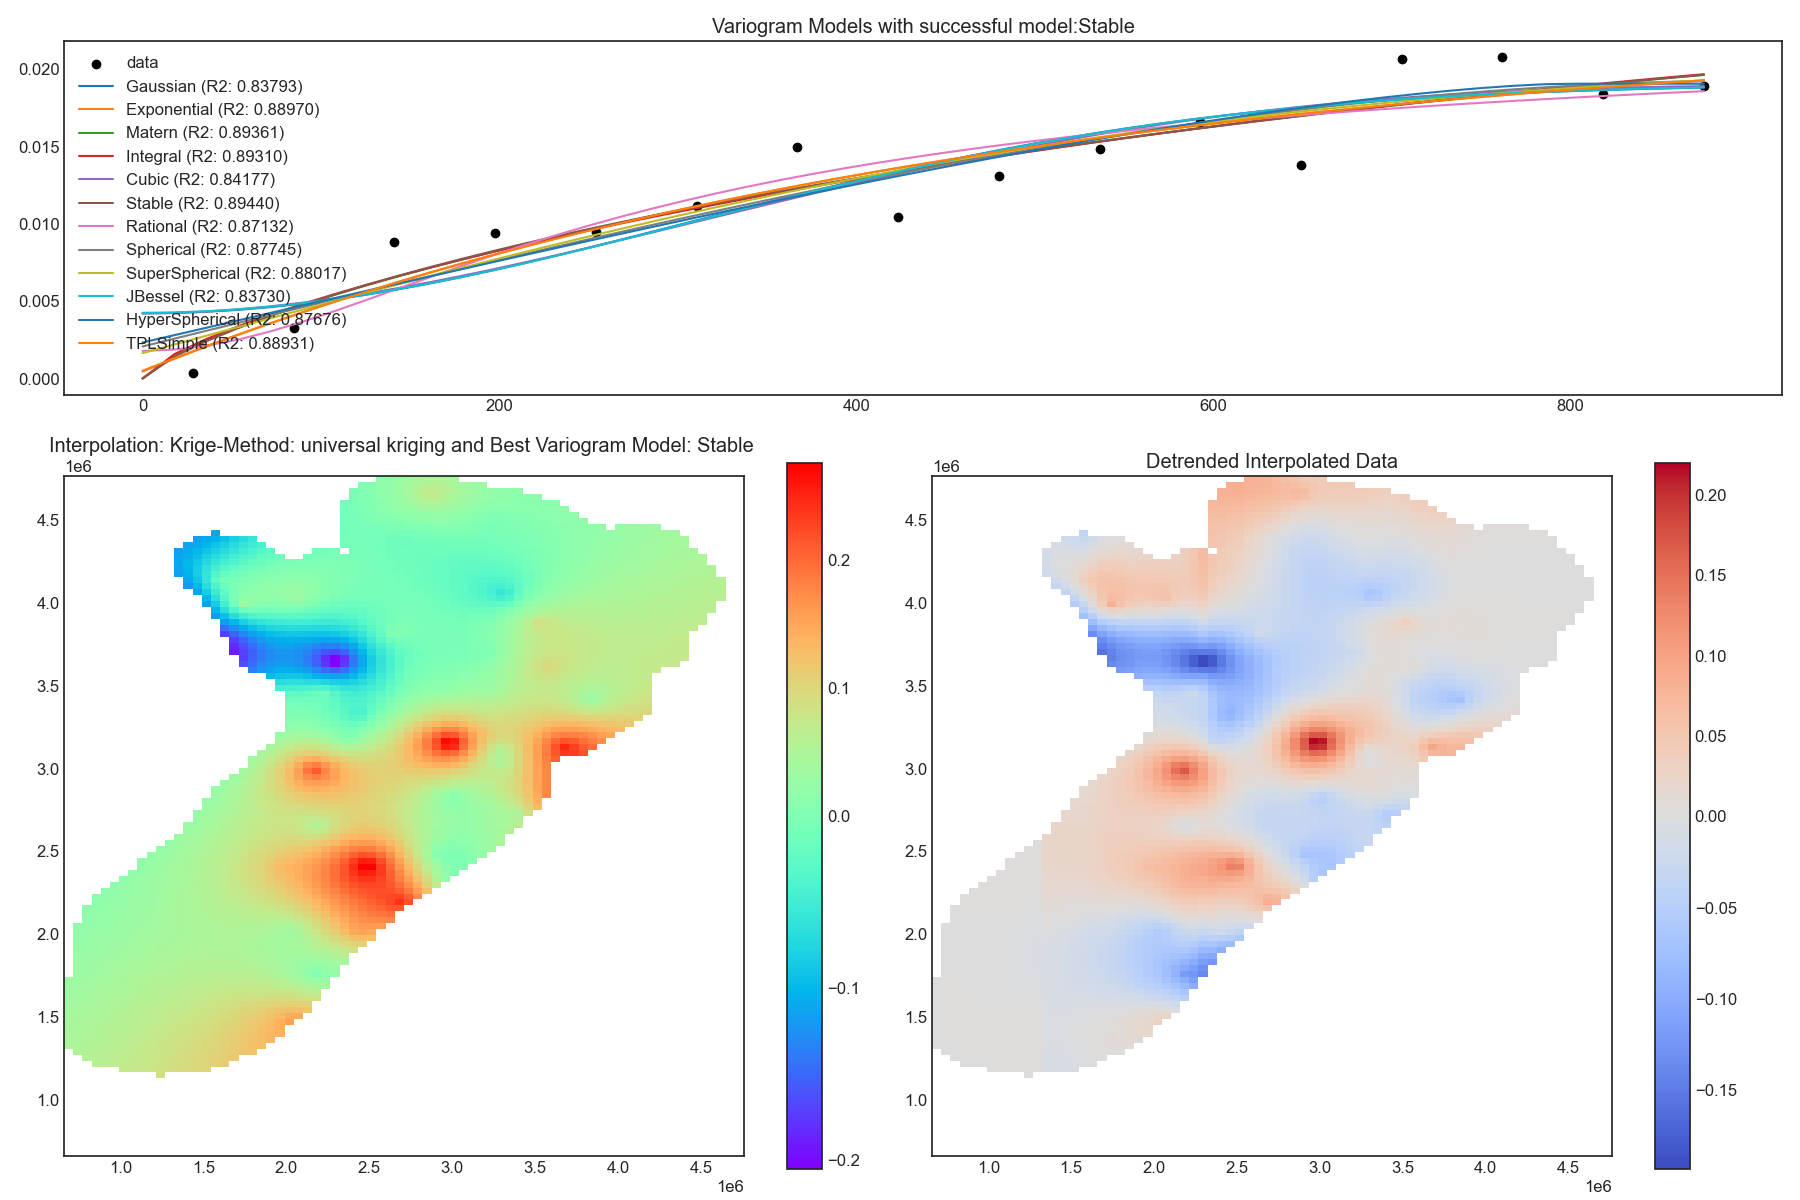 Variogram Models with successful model:Stable
0.020
0.015
0.010
0.005
0.000
data
Gaussian (R2: 0.83793)
Exponential (R2: 0.88970)
Matern (R2: 0.89361)
Integral (R2: 0.89310)
Cubic (R2: 0.84177)
Stable (R2: 0.89440)
Rational (R2: 0.87132)
Spherical (R2: 0.87745)
SuperSpherical (R2: 0.88017)
JBessel (R2: 0.83730)
HyperSpherical (R2: 0.87676)
TPLSimple (R2: 0.88931)
0 200 400 600 800
Interpolation: Krige-Method: universal kriging and Best Variogram Model: Stable
1e6
4.5
4.0
3.5
3.0
2.5
2.0
1.5
1.0
1.0 1.5 2.0 2.5 3.0 3.5 4.0 4.5
1e6
0.2
0.1
0.0
−0.1
−0.2
Detrended Interpolated Data
1e6
4.5
4.0
3.5
3.0
2.5
2.0
1.5
1.0
1.0 1.5 2.0 2.5 3.0 3.5 4.0 4.5
1e6
0.20
0.15
0.10
0.05
0.00
−0.05
−0.10
−0.15